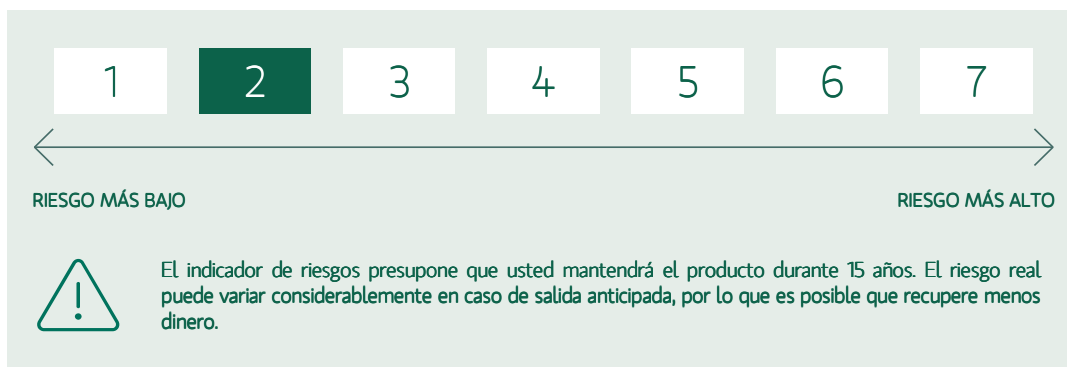 1 2 3 4 5 6 7
RIESGO MÁS BAJO RIESGO MÁS ALTO
El indicador de riesgos presupone que usted mantendrá el producto durante 15 años. El riesgo real
puede variar considerablemente en caso de salida anticipada, por lo que es posible que recupere menos
dinero.